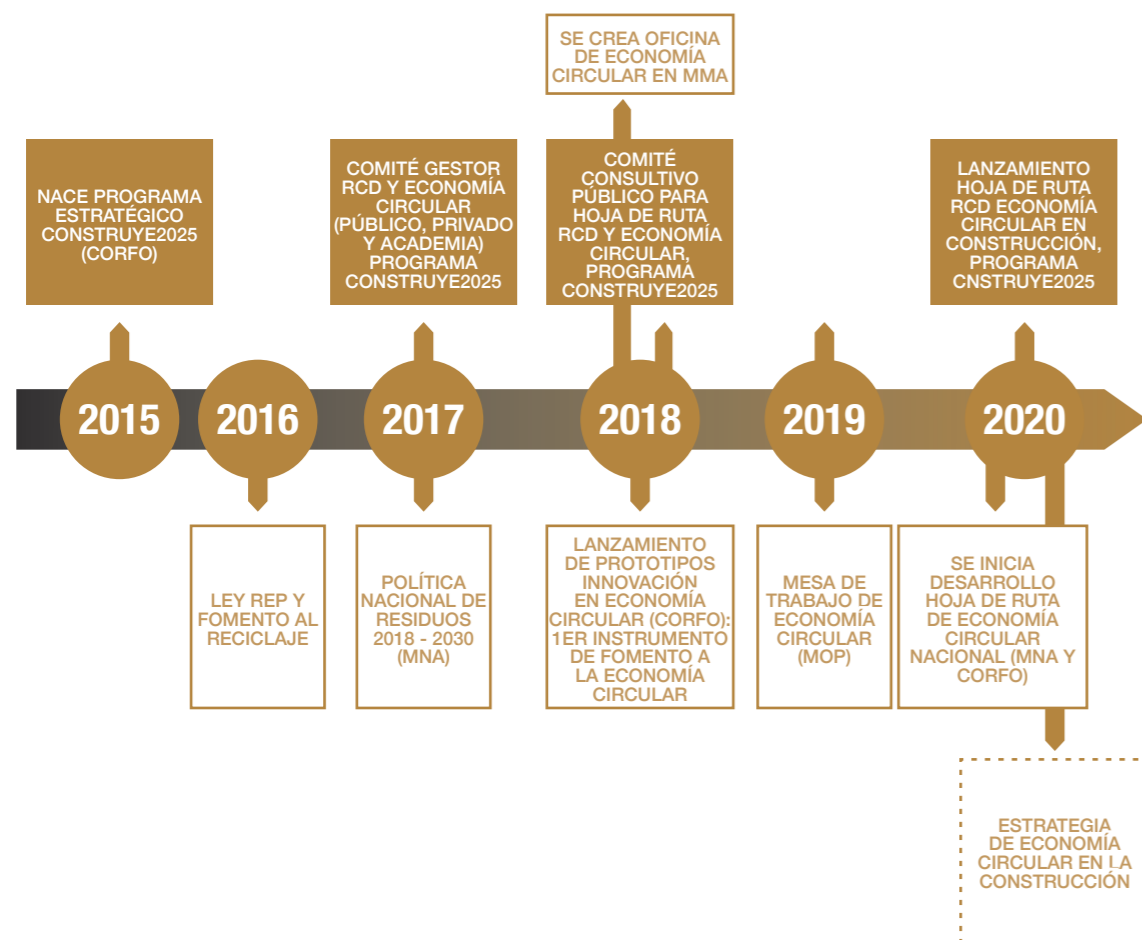 SE CREA OFICINA
DE ECONOMÍA
CIRCULAR EN MMA
NACE PROGRAMA
ESTRATÉGICO
CONSTRUYE2025
(CORFO)
COMITÉ GESTOR
RCD Y ECONOMÍA
CIRCULAR
(PÚBLICO, PRIVADO
Y ACADEMIA)
PROGRAMA
CONSTRUYE2025
COMITÉ
CONSULTIVO
PÚBLICO PARA
HOJA DE RUTA
RCD Y ECONOMÍA
CIRCULAR,
PROGRAMA
CONSTRUYE2025
LANZAMIENTO
HOJA DE RUTA
RCD ECONOMÍA
CIRCULAR EN
CONSTRUCCIÓN,
PROGRAMA
CNSTRUYE2025
2015
2016
2017
2018
2019
2020
LEY REP Y
FOMENTO AL
RECICLAJE
POLÍTICA
NACIONAL DE
RESIDUOS
2018 - 2030
(MNA)
LANZAMIENTO
DE PROTOTIPOS
INNOVACIÓN
EN ECONOMÍA
CIRCULAR (CORFO):
1ER INSTRUMENTO
DE FOMENTO A
LA ECONOMÍA
CIRCULAR
MESA DE
TRABAJO DE
ECONOMÍA
CIRCULAR
(MOP)
SE INICIA
DESARROLLO
HOJA DE RUTA
DE ECONOMÍA
CIRCULAR
NACIONAL (MNA Y
CORFO)
ESTRATEGIA
DE ECONOMÍA
CIRCULAR EN LA
CONSTRUCCIÓN